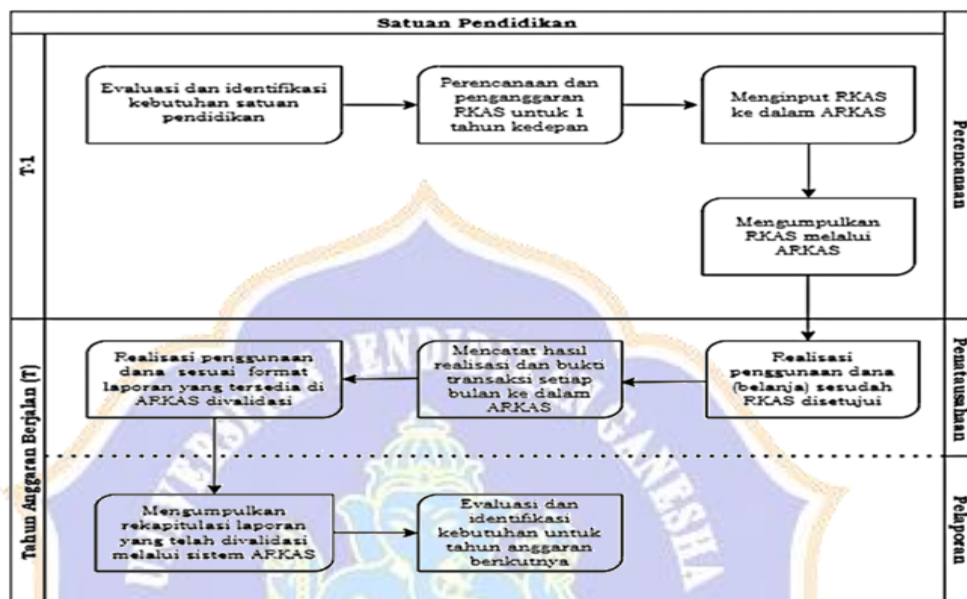 Satuan Pendidikan
T-1
Perencanaan
Evaluasi dan identifikasi
kebutuhan satuan
pendidikan
Perencanaan dan
penganggaran
RKAS untuk 1
tahun kedepan
Menginput RKAS
ke dalam ARKAS
Mengumpulkan
RKAS melalui
ARKAS
Tahun Anggaran Berjalan (T)
Penatausahaan
Realisasi
penggunaan dana
(belanja) sesudah
RKAS disetujui
Mencatat hasil
realisasi dan bukti
transaksi setiap
bulan ke dalam
ARKAS
Realisasi penggunaan
dana sesuai format
laporan yang tersedia di
ARKAS divalidasi
Pelaporan
Mengumpulkan
rekapitulasi laporan
yang telah divalidasi
melalui sistem ARKAS
Evaluasi dan
identifikasi
kebutuhan untuk
tahun anggaran
berikutnya